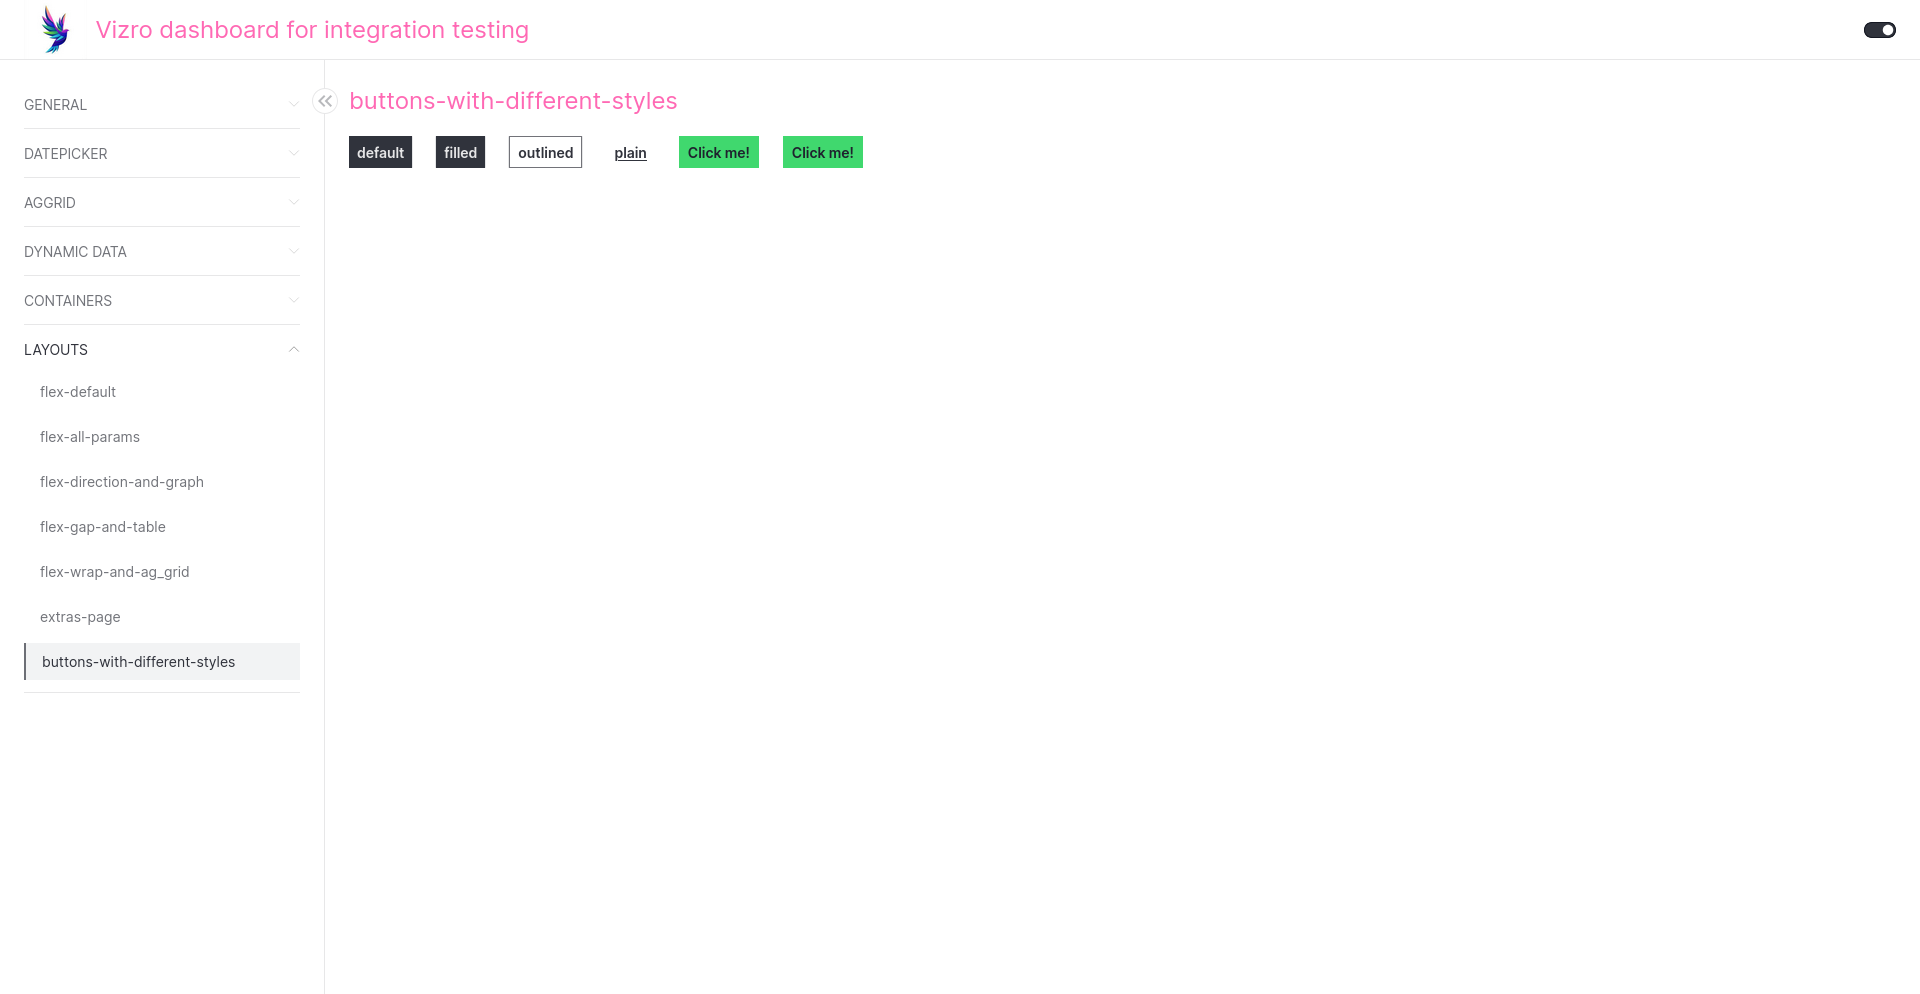 Vizro dashboard for integration testing
GENERAL
DATEPICKER
AGGRID
DYNAMIC DATA
CONTAINERS
LAYOUTS
flex-default
flex-all-params
flex-direction-and-graph
flex-gap-and-table
flex-wrap-and-ag_grid
extras-page
buttons-with-different-styles
buttons-with-different-styles
default filled outlined plain Click me! Click me!